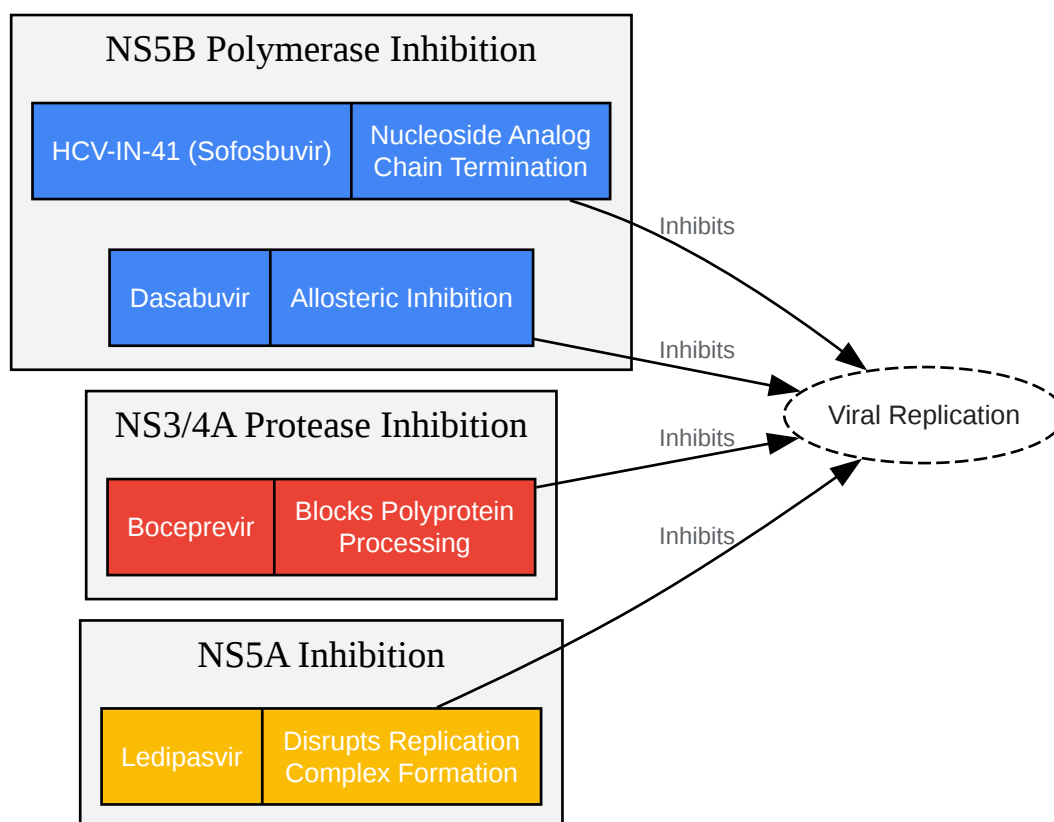 NS5B Polymerase Inhibition
HCV-IN-41 (Sofosbuvir)
Nucleoside Analog
Chain Termination
Inhibits
Dasabuvir
Allosteric Inhibition
Inhibits
Viral Replication
NS3/4A Protease Inhibition
Inhibits
Boceprevir
Blocks Polyprotein
Processing
Inhibits
NS5A Inhibition
Ledipasvir
Disrupts Replication
Complex Formation